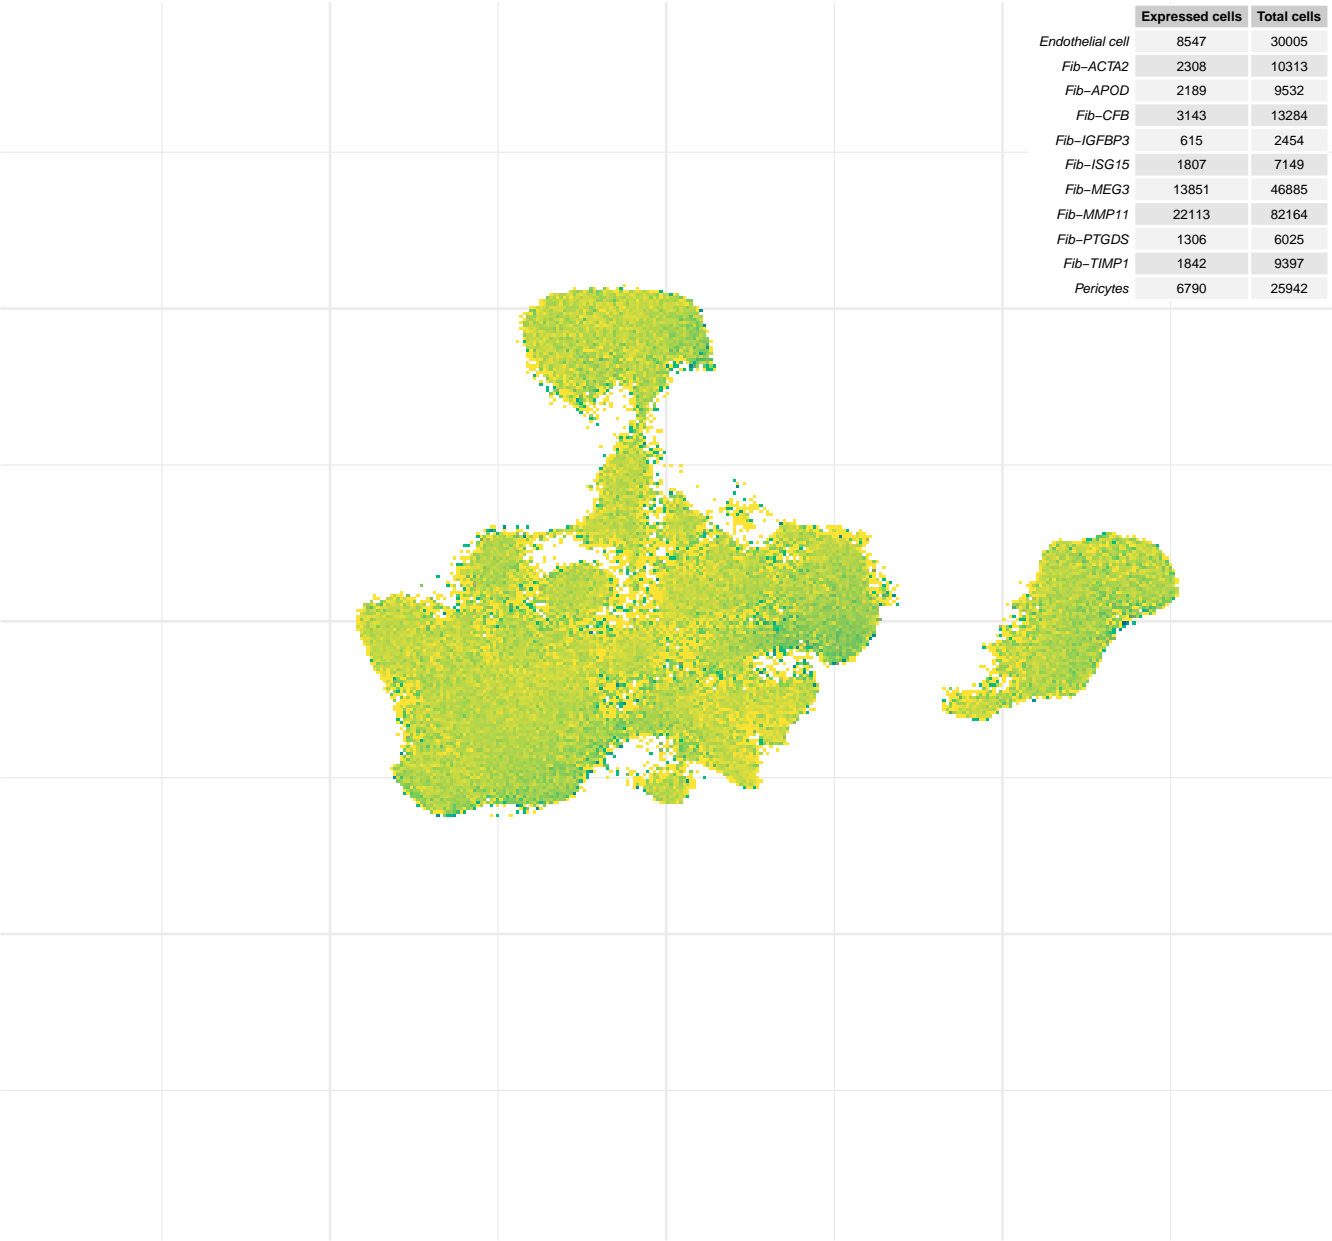 Expressed cells Total cells
Endothelial cell 8547 30005
Fib−ACTA2 2308 10313
Fib−APOD 2189 9532
Fib−CFB 3143 13284
Fib−IGFBP3 615 2454
Fib−ISG15 1807 7149
Fib−MEG3 13851 46885
Fib−MMP11 22113 82164
Fib−PTGDS 1306 6025
Fib−TIMP1 1842 9397
Pericytes 6790 25942